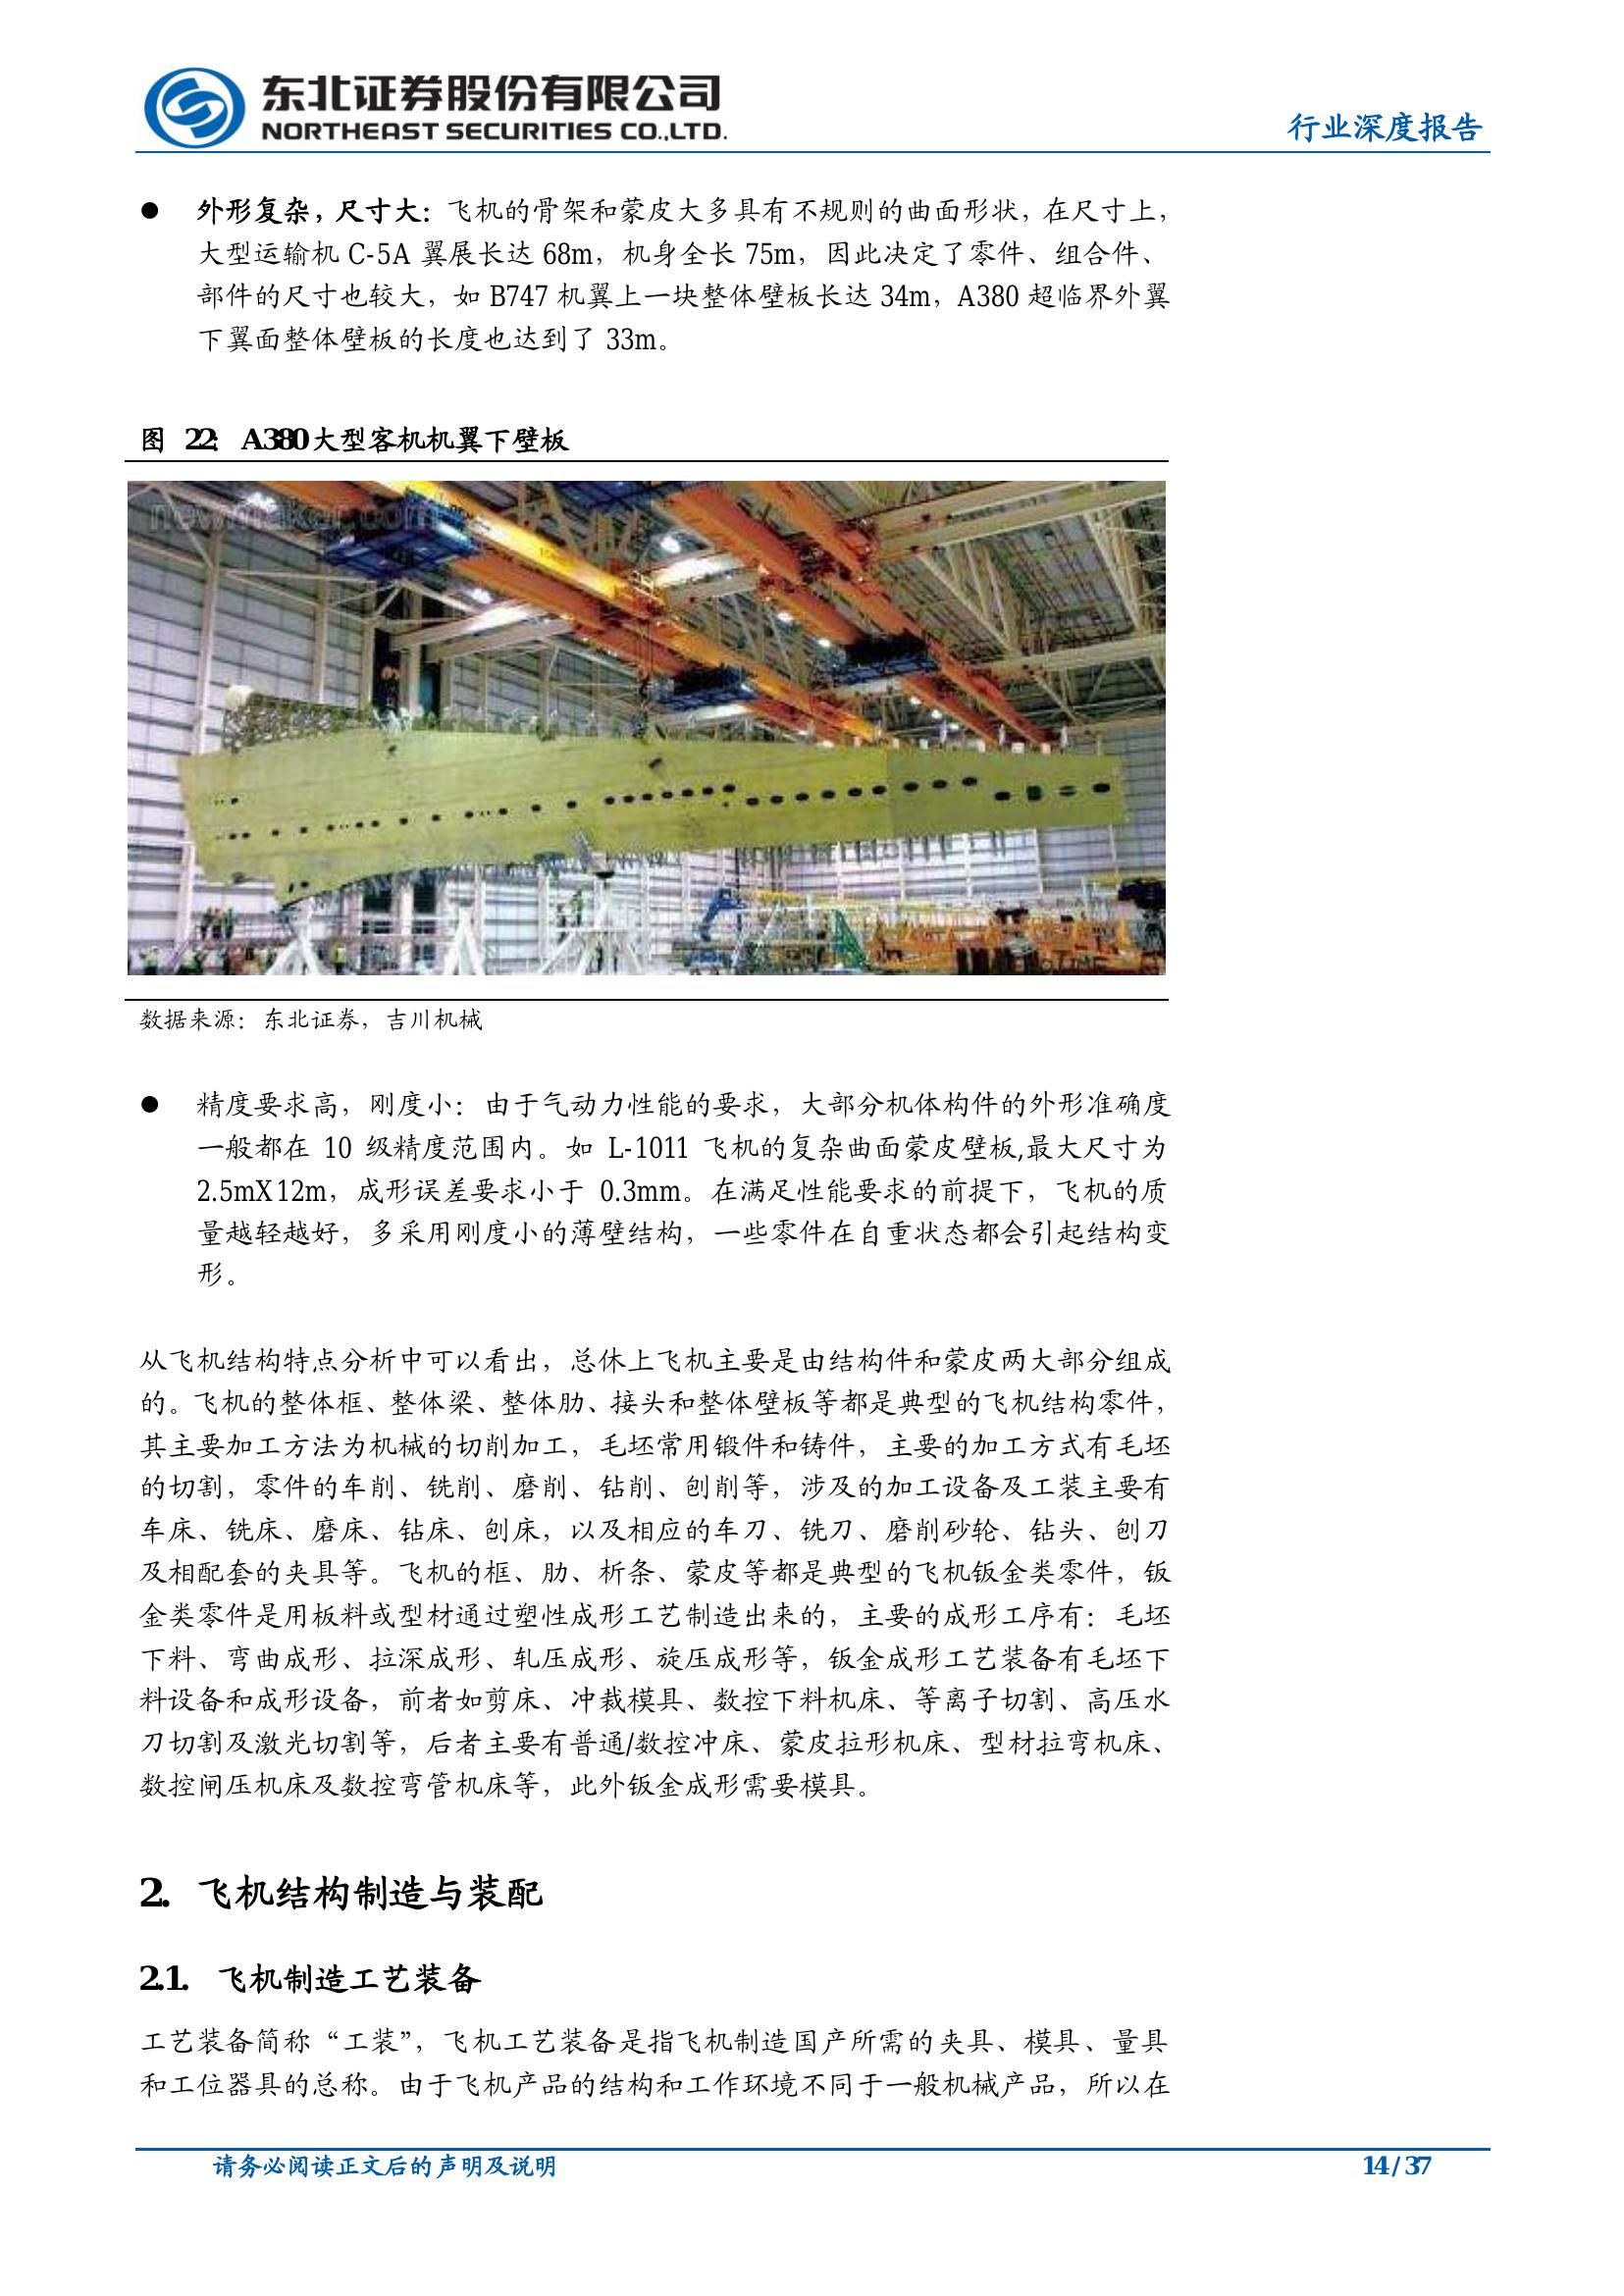 东北证券股份有限公司
NORTHEAST SECURITIES CO.,LTD.
行业深度报告
● 外形复杂，尺寸大：飞机的骨架和蒙皮大多具有不规则的曲面形状，在尺寸上，
大型运输机 C-5A 翼展长达 68m，机身全长 75m，因此决定了零件、组合件、
部件的尺寸也较大，如 B747 机翼上一块整体壁板长达 34m，A380 超临界外翼
下翼面整体壁板的长度也达到了 33m。
图 22：A380 大型客机机翼下壁板
newmaker.com
数据来源：东北证券，吉川机械
● 精度要求高，刚度小：由于气动力性能的要求，大部分机体构件的外形准确度
一般都在 10 级精度范围内。如 L-1011 飞机的复杂曲面蒙皮壁板,最大尺寸为
2.5mX12m，成形误差要求小于 0.3mm。在满足性能要求的前提下，飞机的质
量越轻越好，多采用刚度小的薄壁结构，一些零件在自重状态都会引起结构变
形。
从飞机结构特点分析中可以看出，总休上飞机主要是由结构件和蒙皮两大部分组成
的。飞机的整体框、整体梁、整体肋、接头和整体壁板等都是典型的飞机结构零件，
其主要加工方法为机械的切削加工，毛坯常用锻件和铸件，主要的加工方式有毛坯
的切割，零件的车削、铣削、磨削、钻削、刨削等，涉及的加工设备及工装主要有
车床、铣床、磨床、钻床、刨床，以及相应的车刀、铣刀、磨削砂轮、钻头、刨刀
及相配套的夹具等。飞机的框、肋、析条、蒙皮等都是典型的飞机钣金类零件，钣
金类零件是用板料或型材通过塑性成形工艺制造出来的，主要的成形工序有：毛坯
下料、弯曲成形、拉深成形、轧压成形、旋压成形等，钣金成形工艺装备有毛坯下
料设备和成形设备，前者如剪床、冲裁模具、数控下料机床、等离子切割、高压水
刀切割及激光切割等，后者主要有普通/数控冲床、蒙皮拉形机床、型材拉弯机床、
数控闸压机床及数控弯管机床等，此外钣金成形需要模具。
2. 飞机结构制造与装配
2.1. 飞机制造工艺装备
工艺装备简称“工装”，飞机工艺装备是指飞机制造国产所需的夹具、模具、量具
和工位器具的总称。由于飞机产品的结构和工作环境不同于一般机械产品，所以在
请务必阅读正文后的声明及说明
14 / 37